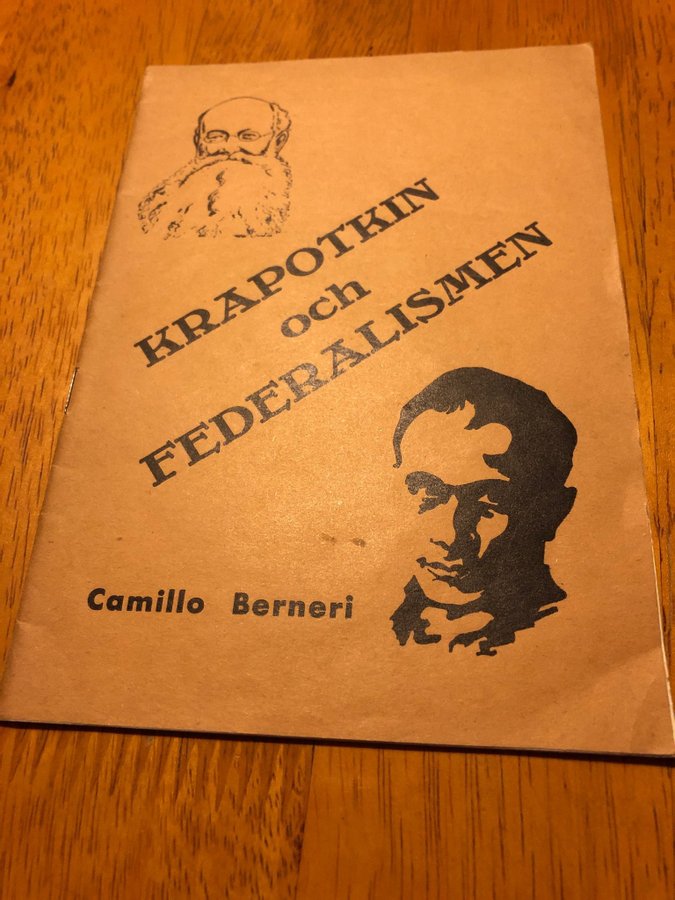 KRAPOTKIN
och
FEDERALISMEN
Camillo Berneri